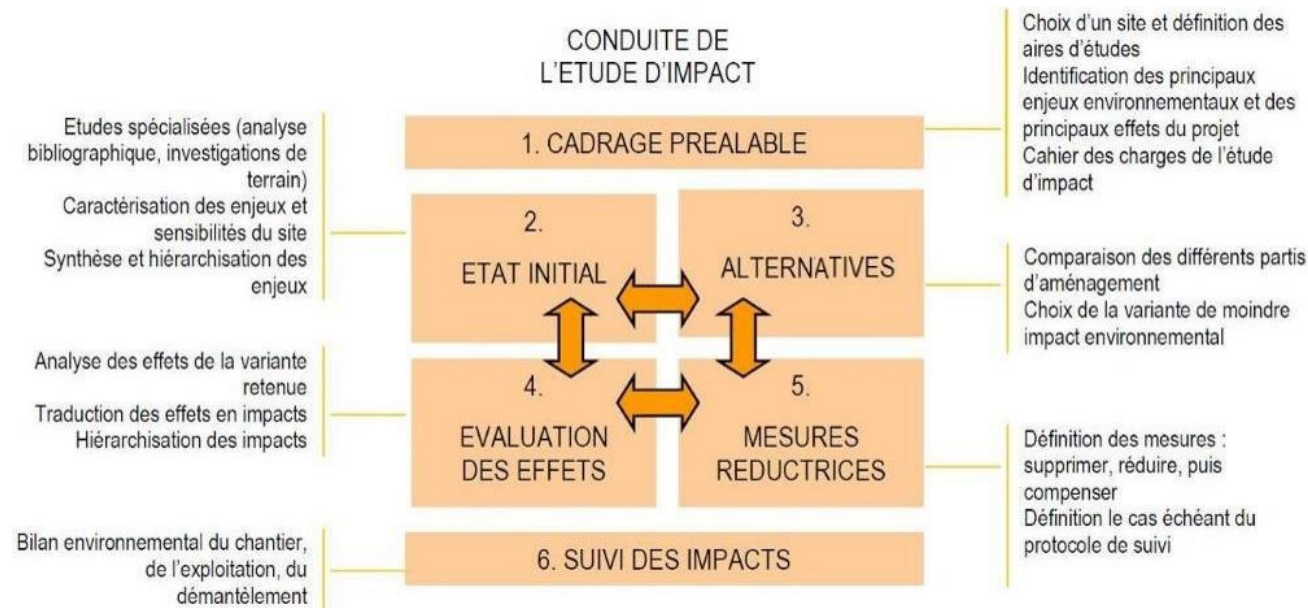 CONDUITE DE
L'ETUDE D'IMPACT
1. CADRAGE PREALABLE
Choix d'un site et définition des
aires d'études
Identification des principaux
enjeux environnementaux et des
principaux effets du projet
Cahier des charges de l'étude
d'impact
Etudes spécialisées (analyse
bibliographique, investigations de
terrain)
Caractérisation des enjeux et
sensibilités du site
Synthèse et hiérarchisation des
enjeux
2.
ETAT INITIAL
3.
ALTERNATIVES
Comparaison des différents partis
d'aménagement
Choix de la variante de moindre
impact environnemental
Analyse des effets de la variante
retenue
Traduction des effets en impacts
Hiérarchisation des impacts
4.
EVALUATION
DES EFFETS
5.
MESURES
REDUCTRICES
Définition des mesures :
supprimer, réduire, puis
compenser
Définition le cas échéant du
protocole de suivi
Bilan environnemental du chantier,
de l'exploitation, du
démantèlement
6. SUIVI DES IMPACTS